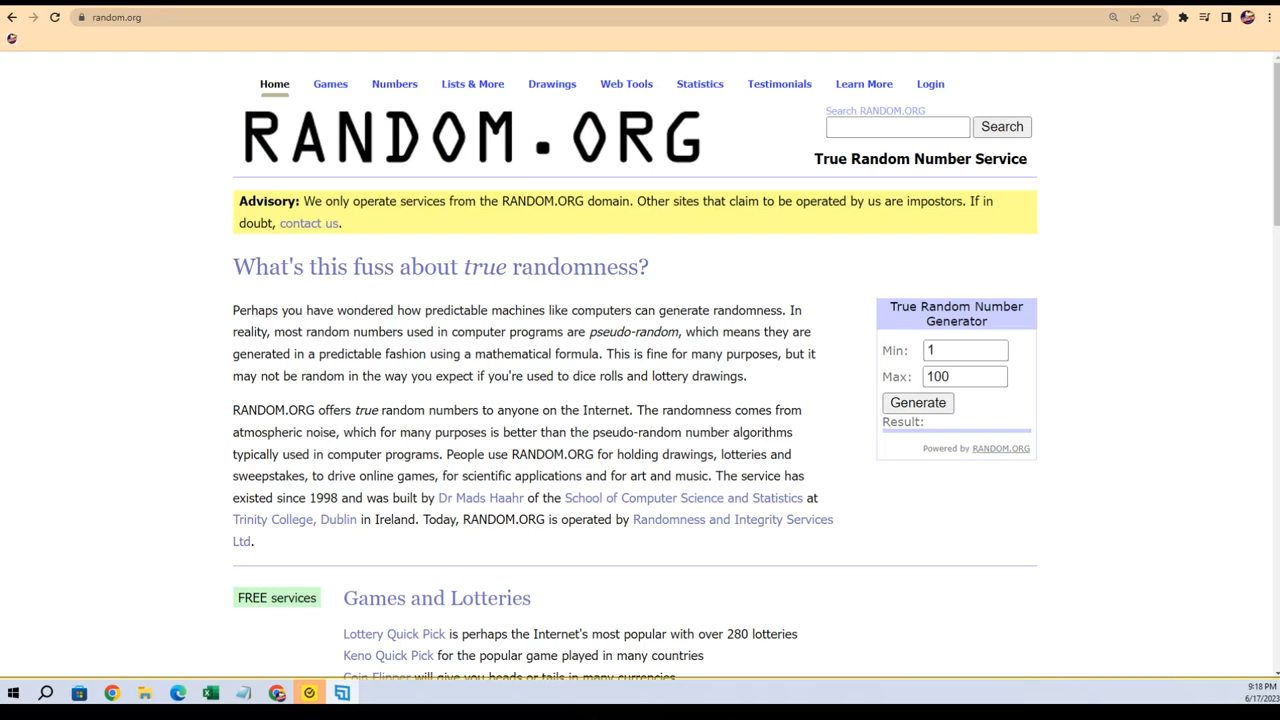 random.org
Home Games Numbers Lists & More Drawings Web Tools Statistics Testimonials Learn More Login
RANDOM.ORG
Search RANDOM.ORG
Search
True Random Number Service
Advisory: We only operate services from the RANDOM.ORG domain. Other sites that claim to be operated by us are impostors. If in
doubt, contact us.
What's this fuss about true randomness?
Perhaps you have wondered how predictable machines like computers can generate randomness. In
reality, most random numbers used in computer programs are pseudo-random, which means they are
generated in a predictable fashion using a mathematical formula. This is fine for many purposes, but it
may not be random in the way you expect if you're used to dice rolls and lottery drawings.
RANDOM.ORG offers true random numbers to anyone on the Internet. The randomness comes from
atmospheric noise, which for many purposes is better than the pseudo-random number algorithms
typically used in computer programs. People use RANDOM.ORG for holding drawings, lotteries and
sweepstakes, to drive online games, for scientific applications and for art and music. The service has
existed since 1998 and was built by Dr Mads Haahr of the School of Computer Science and Statistics at
Trinity College, Dublin in Ireland. Today, RANDOM.ORG is operated by Randomness and Integrity Services
Ltd.
True Random Number
Generator
Min: 1
Max: 100
Generate
Result:
Powered by RANDOM.ORG
FREE services
Games and Lotteries
Lottery Quick Pick is perhaps the Internet's most popular with over 280 lotteries
Keno Quick Pick for the popular game played in many countries
Coin Flipper will give you heads or tails in many currencies
9:18 PM
6/17/2023